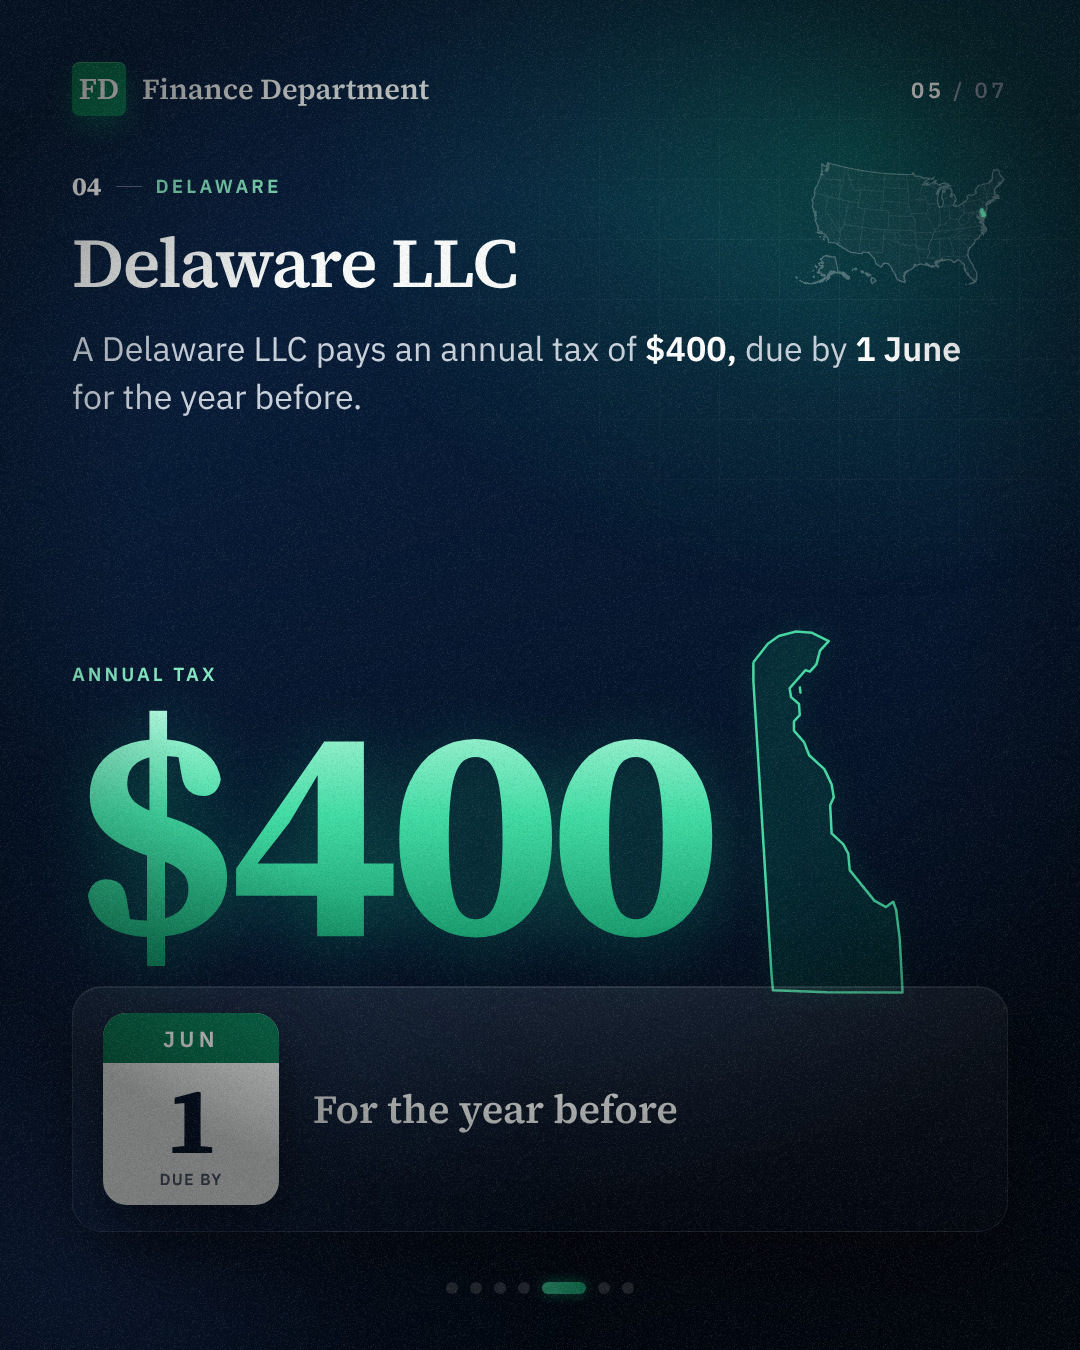 FD Finance Department
05 / 07
04 — DELAWARE
Delaware LLC
A Delaware LLC pays an annual tax of $400, due by 1 June
for the year before.
ANNUAL TAX
$400
JUN
1
DUE BY
For the year before